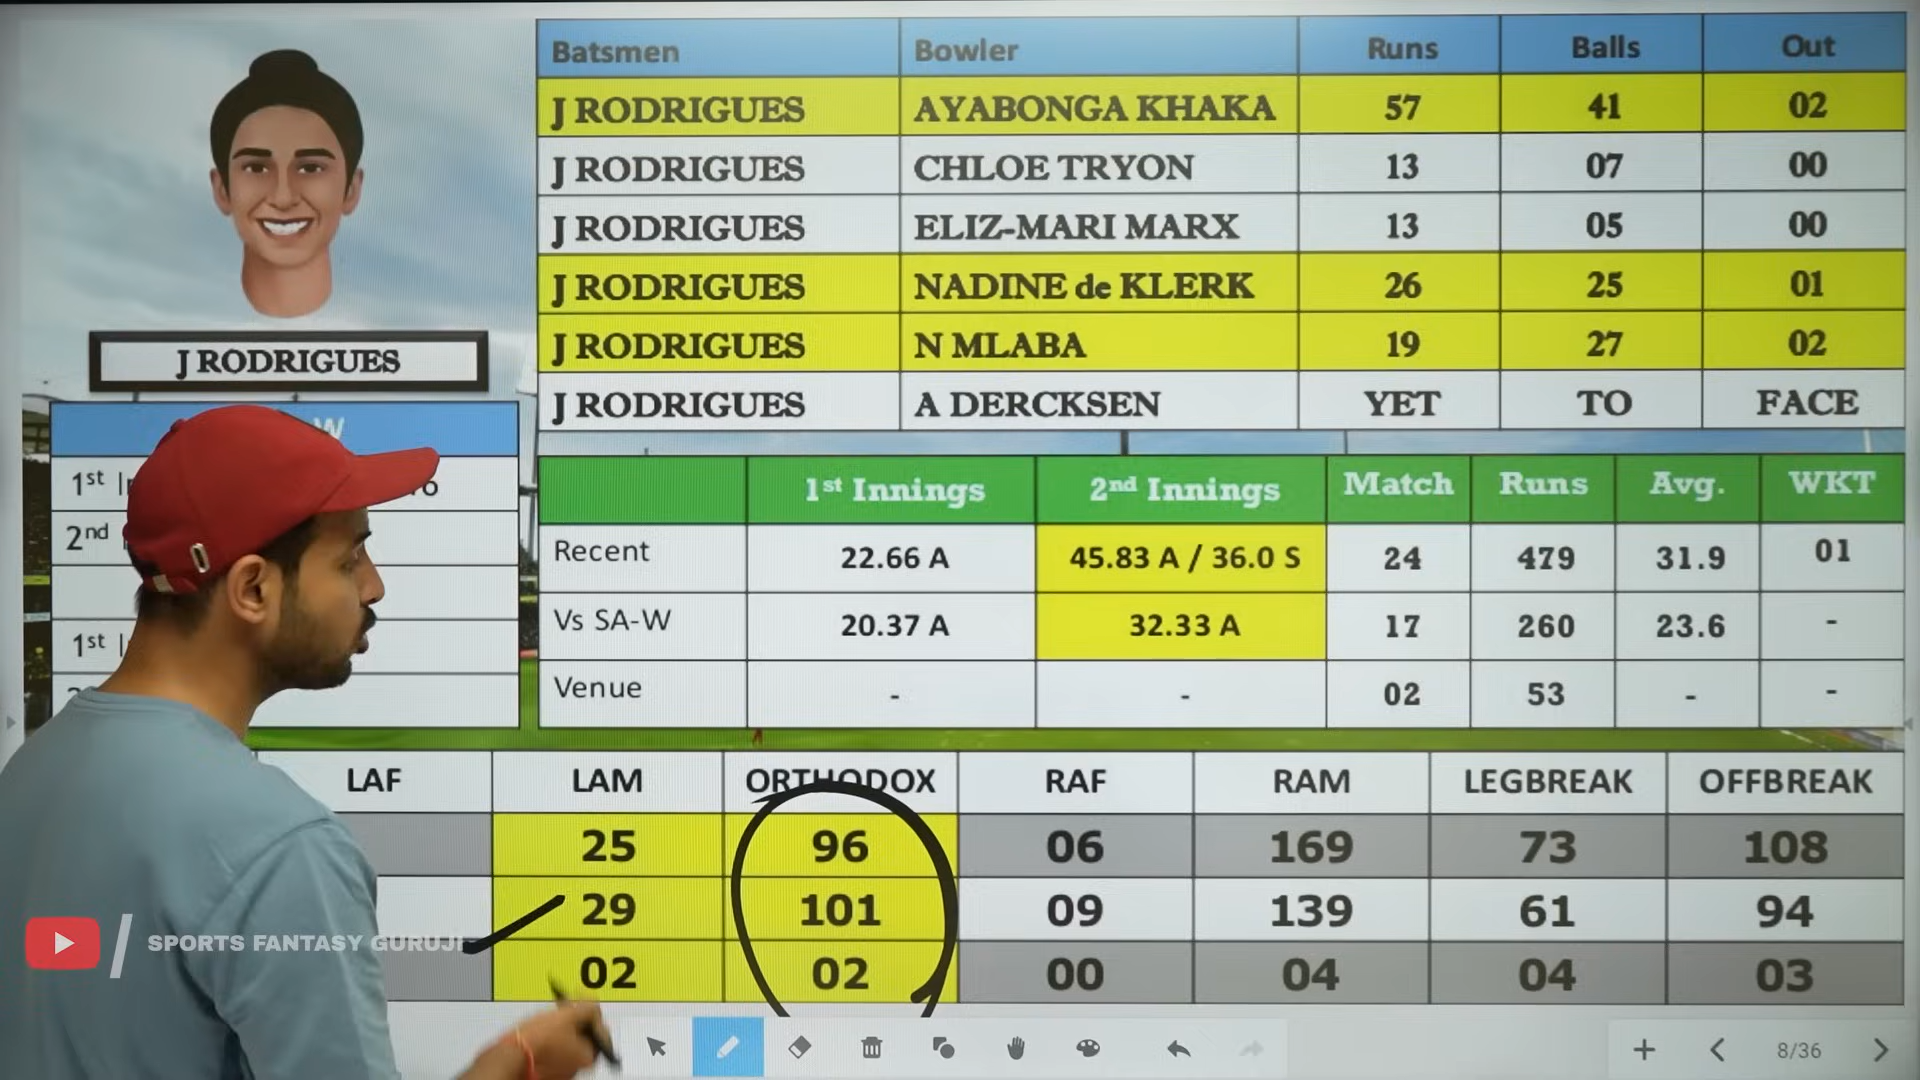 Batsmen Bowler Runs Balls Out
J RODRIGUES AYABONGA KHAKA 57 41 02
J RODRIGUES CHLOE TRYON 13 07 00
J RODRIGUES ELIZ-MARI MARX 13 05 00
J RODRIGUES NADINE de KLERK 26 25 01
J RODRIGUES N MLABA 19 27 02
J RODRIGUES A DERCKSEN YET TO FACE
J RODRIGUES
W
1st
2nd
1st
1st Innings 2nd Innings Match Runs Avg. WKT
Recent 22.66 A 45.83 A / 36.0 S 24 479 31.9 01
Vs SA-W 20.37 A 32.33 A 17 260 23.6 -
Venue - - 02 53 - -
LAF LAM ORTHODOX RAF RAM LEGBREAK OFFBREAK
25 96 06 169 73 108
29 101 09 139 61 94
02 02 00 04 04 03
SPORTS FANTASY GURUJI
8/36